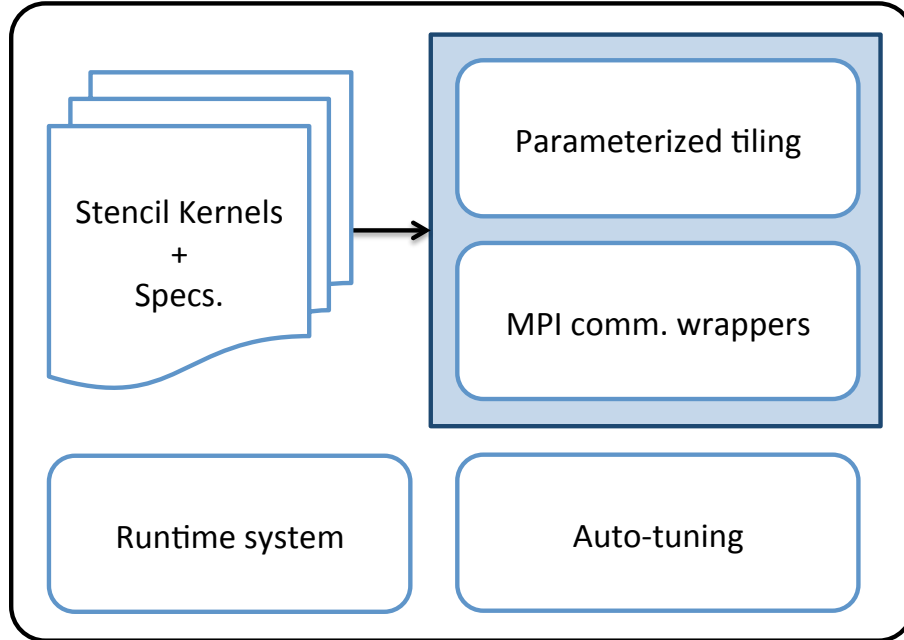 Stencil Kernels
+
Specs.
Parameterized tiling
MPI comm. wrappers
Runtime system
Auto-tuning